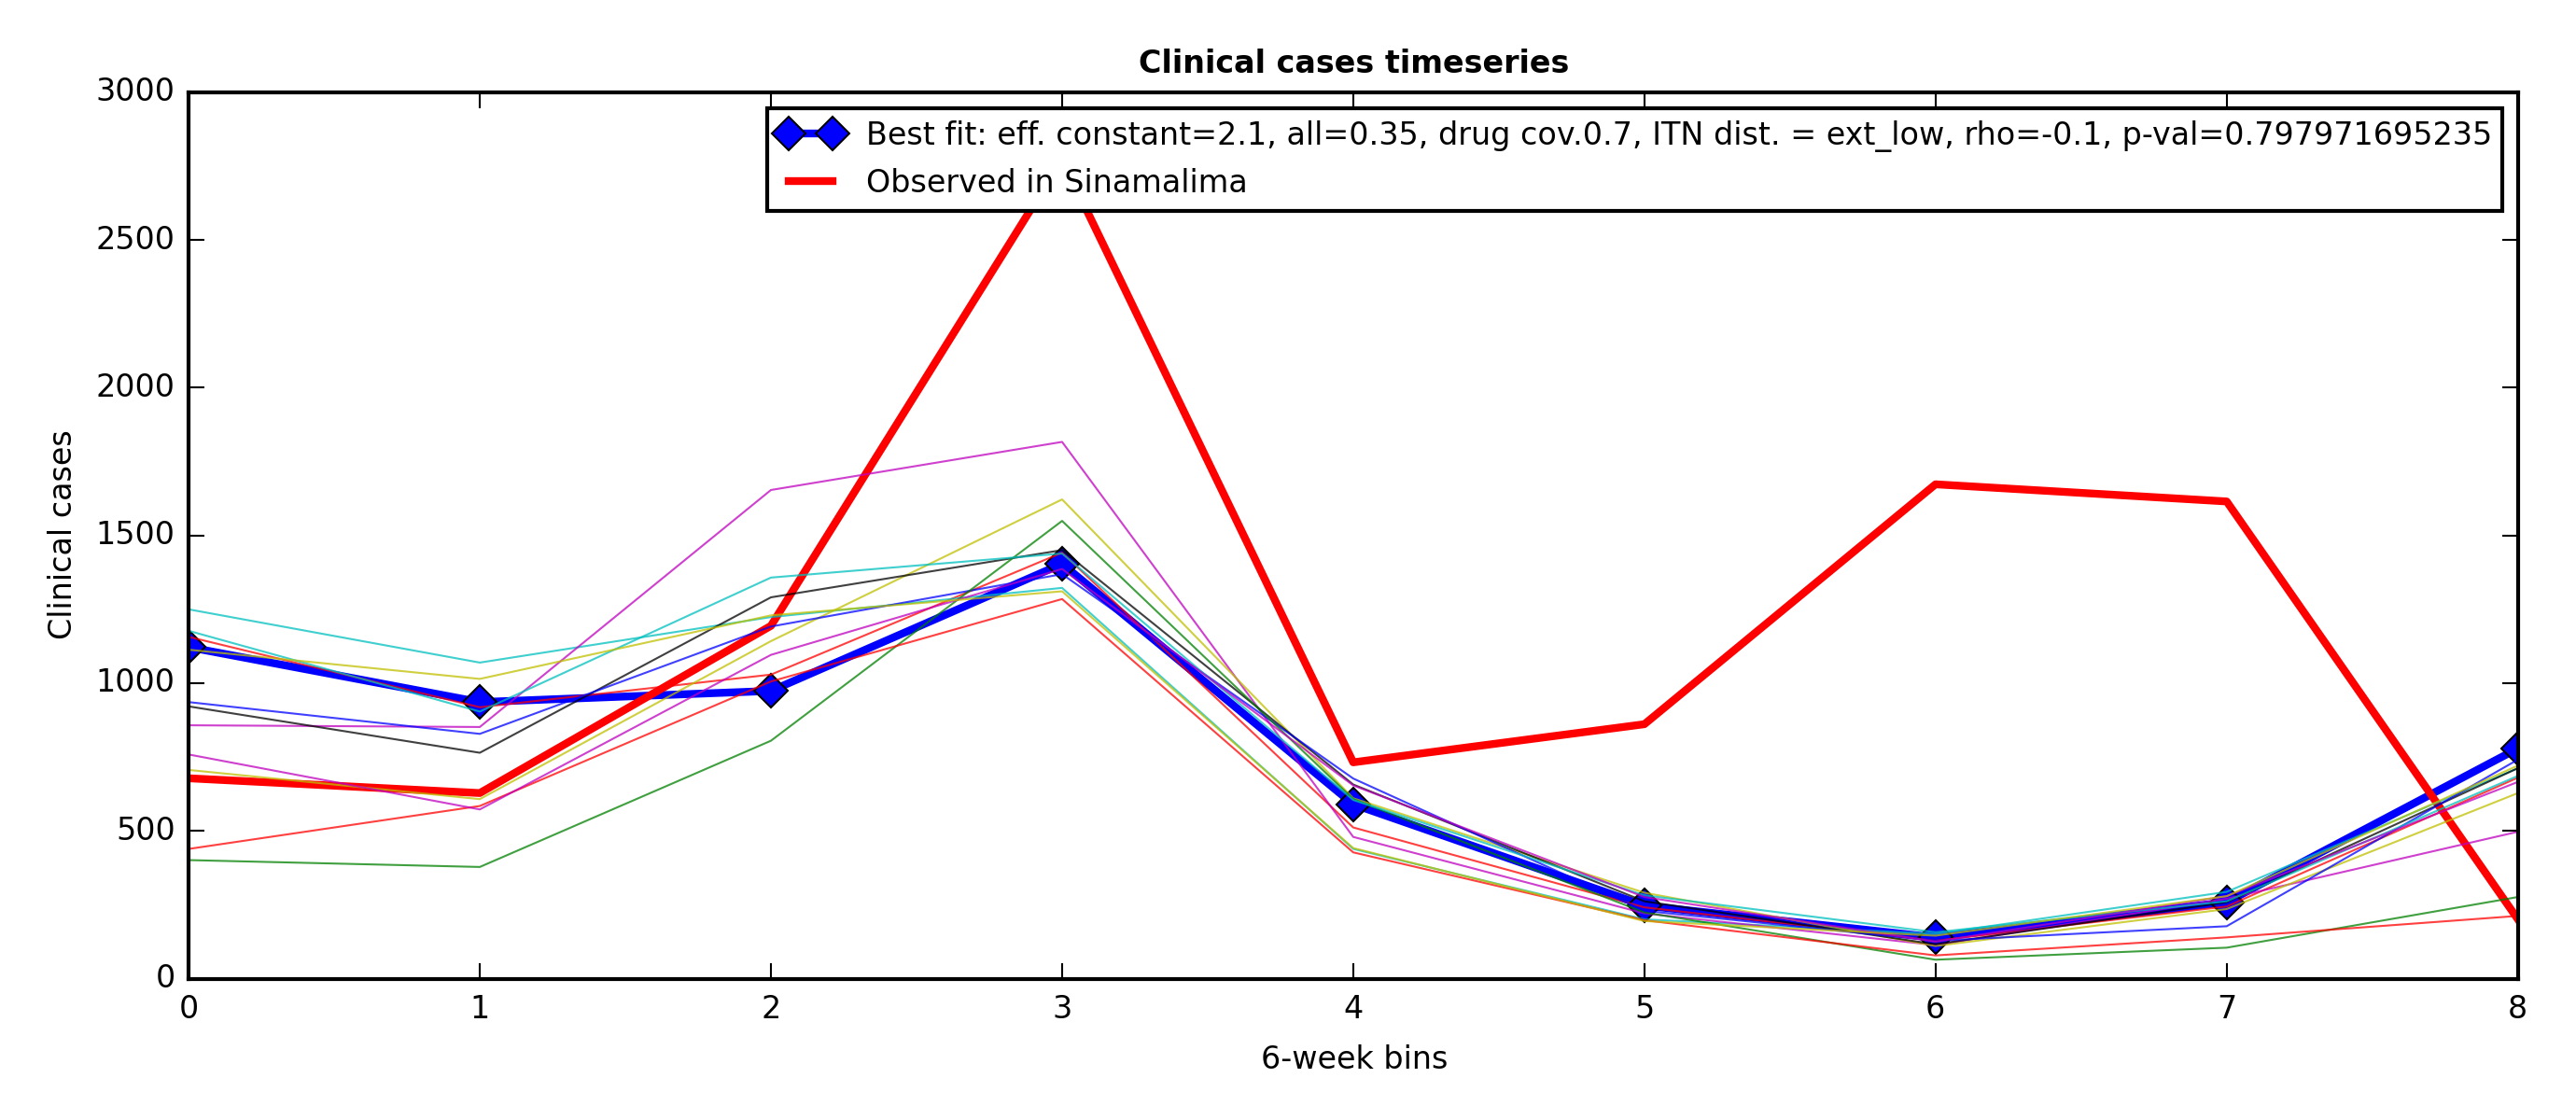 Clinical cases timeseries
3000
2500
2000
1500
1000
500
0
Clinical cases
Best fit: eff. constant=2.1, all=0.35, drug cov.0.7, ITN dist. = ext_low, rho=-0.1, p-val=0.797971695235
Observed in Sinamalima
0 1 2 3 4 5 6 7 8
6-week bins